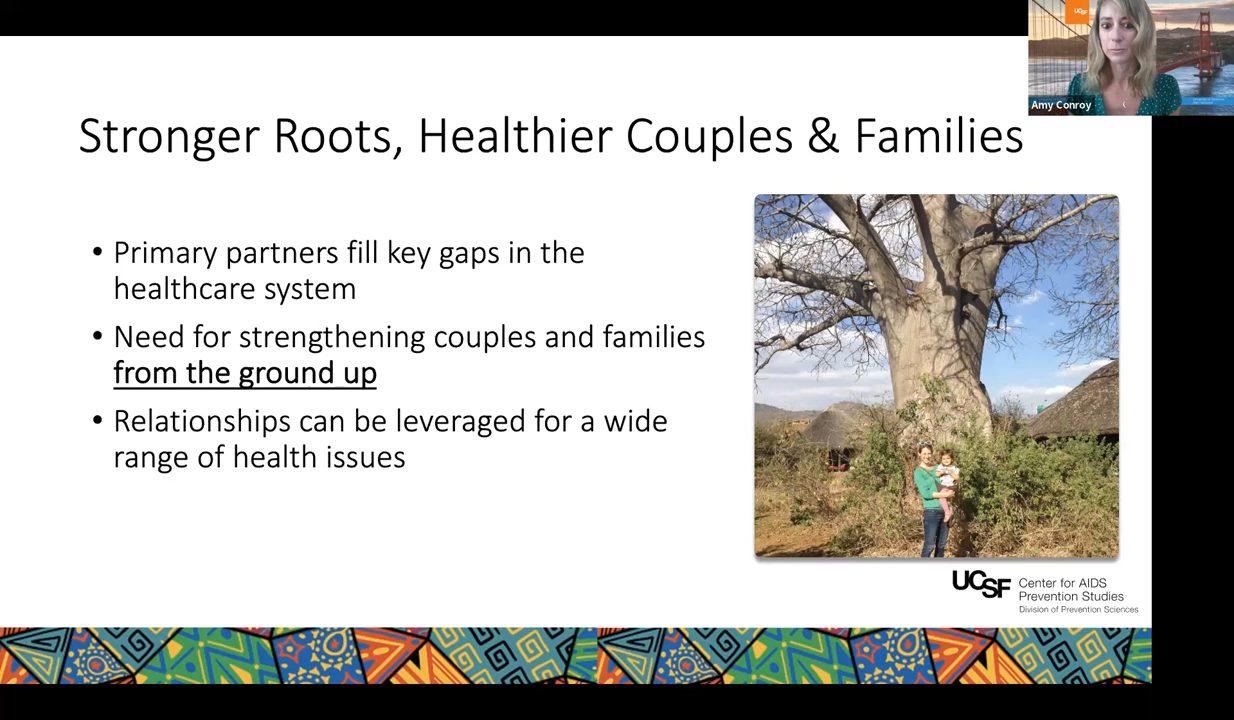 UCSF
Amy Conroy
Stronger Roots, Healthier Couples & Families
• Primary partners fill key gaps in the
healthcare system
• Need for strengthening couples and families
from the ground up
• Relationships can be leveraged for a wide
range of health issues
UCSF
Center for AIDS
Prevention Studies
Division of Prevention Sciences